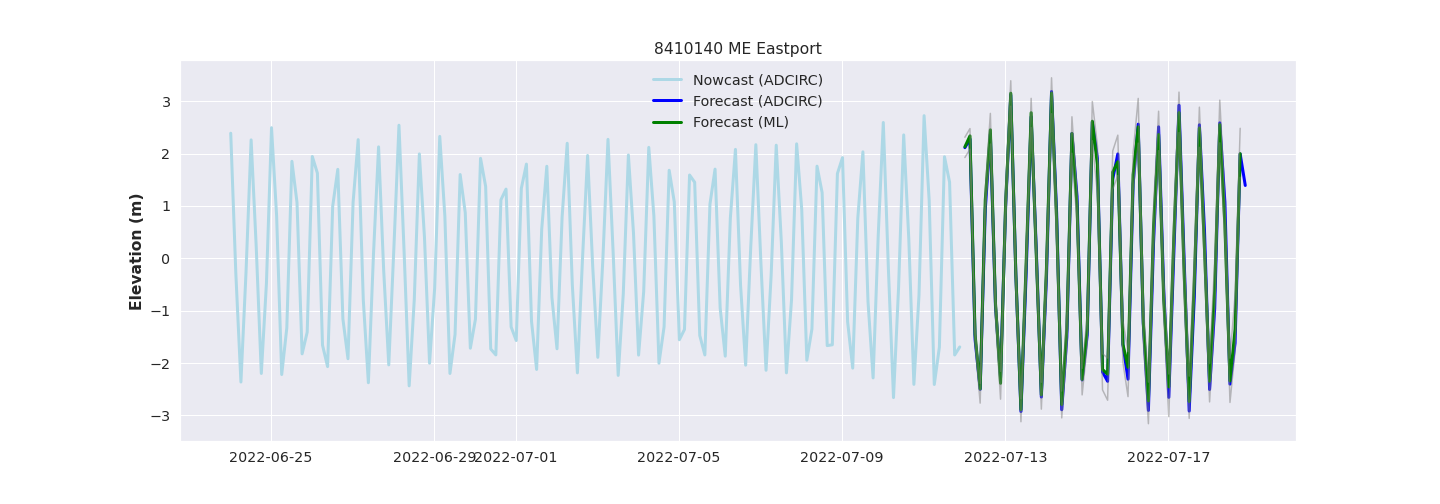 8410140 ME Eastport
Nowcast (ADCIRC)
Forecast (ADCIRC)
Forecast (ML)
Elevation (m)
3
2
1
0
−1
−2
−3
2022-06-25 2022-06-29 2022-07-01 2022-07-05 2022-07-09 2022-07-13 2022-07-17